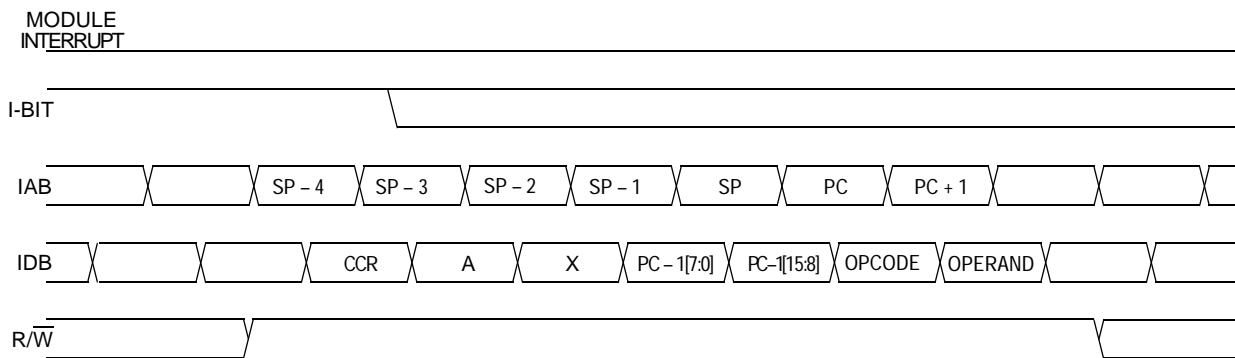 MODULE
INTERRUPT
I-BIT
IAB SP – 4 SP – 3 SP – 2 SP – 1 SP PC PC + 1
IDB CCR A X PC – 1[7:0] PC–1[15:8] OPCODE OPERAND
R/W